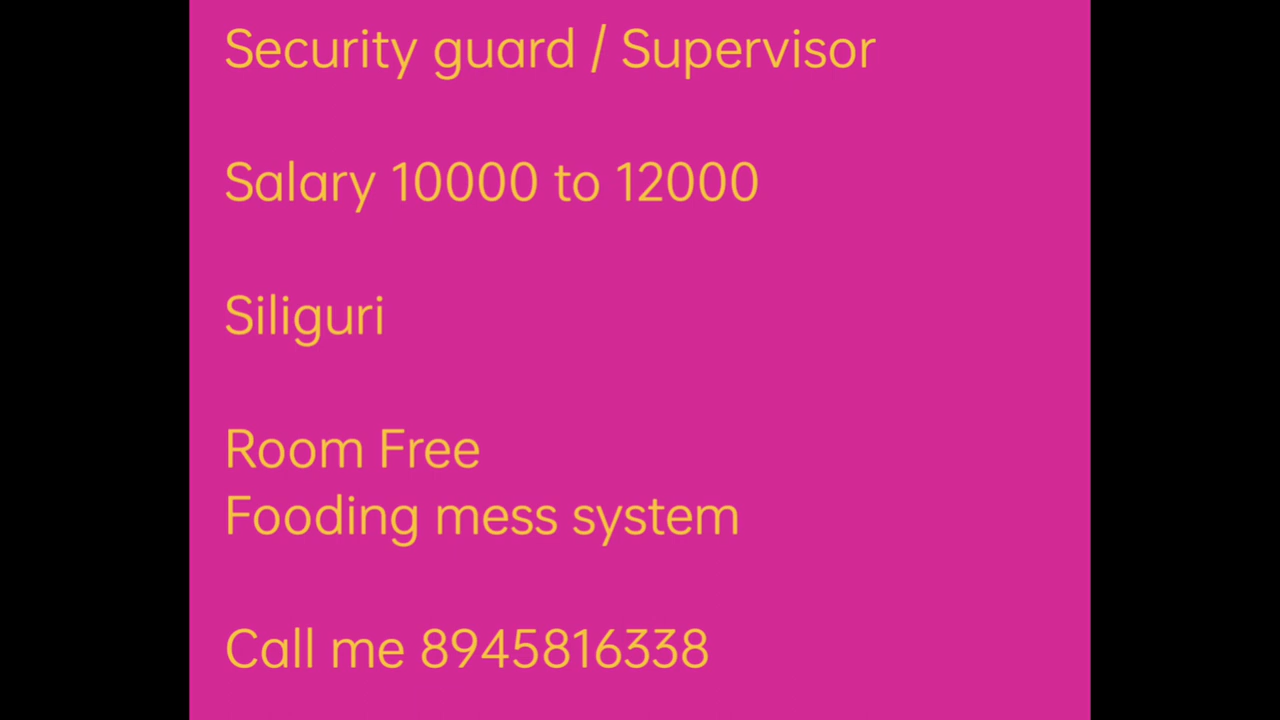 Security guard / Supervisor
Salary 10000 to 12000
Siliguri
Room Free
Fooding mess system
Call me 8945816338